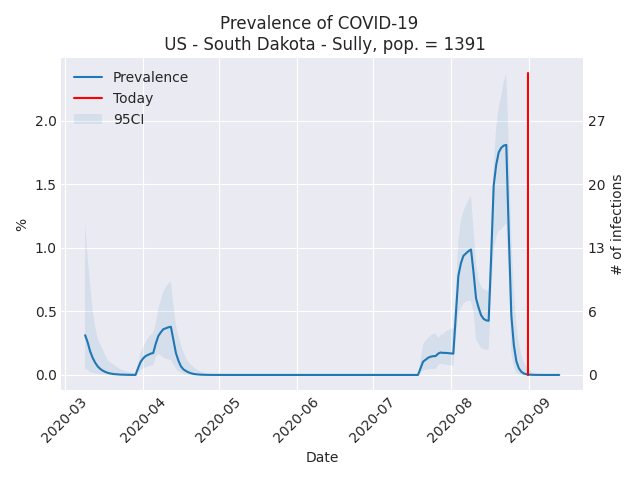 Prevalence of COVID-19
US - South Dakota - Sully, pop. = 1391
Prevalence
Today
95CI
2.0
1.5
1.0
0.5
0.0
%
27
20
13
6
0
# of infections
2020-03
2020-04
2020-05
2020-06
2020-07
2020-08
2020-09
Date